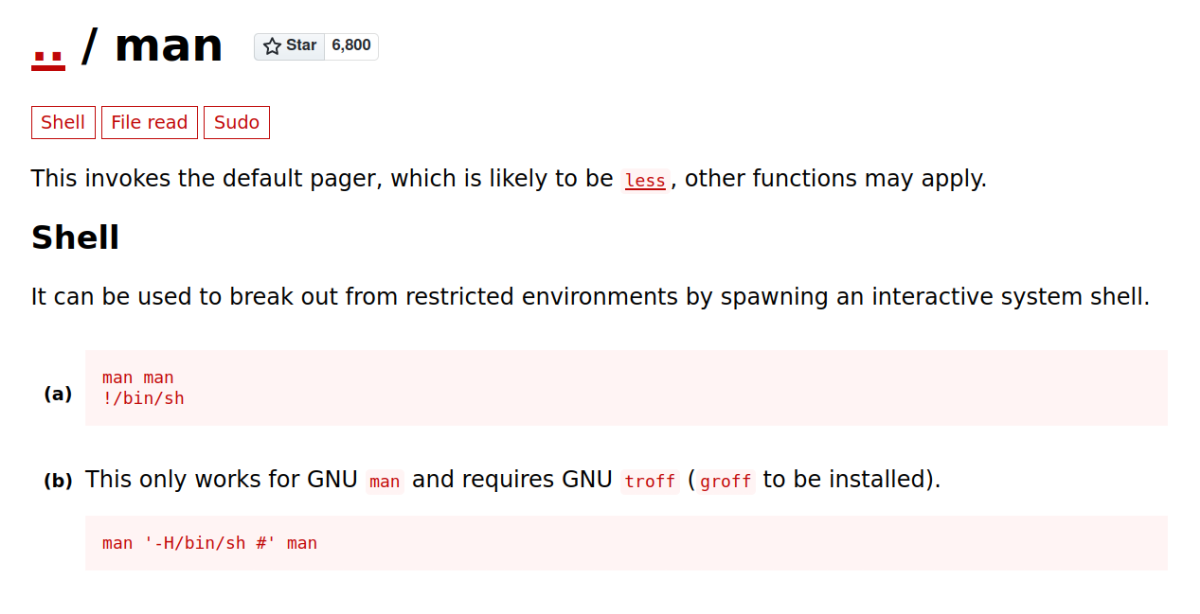 .. / man Star 6,800
Shell File read Sudo
This invokes the default pager, which is likely to be less, other functions may apply.
Shell
It can be used to break out from restricted environments by spawning an interactive system shell.
(a)
man man
!/bin/sh
(b) This only works for GNU man and requires GNU troff (groff to be installed).
man '-H/bin/sh #' man